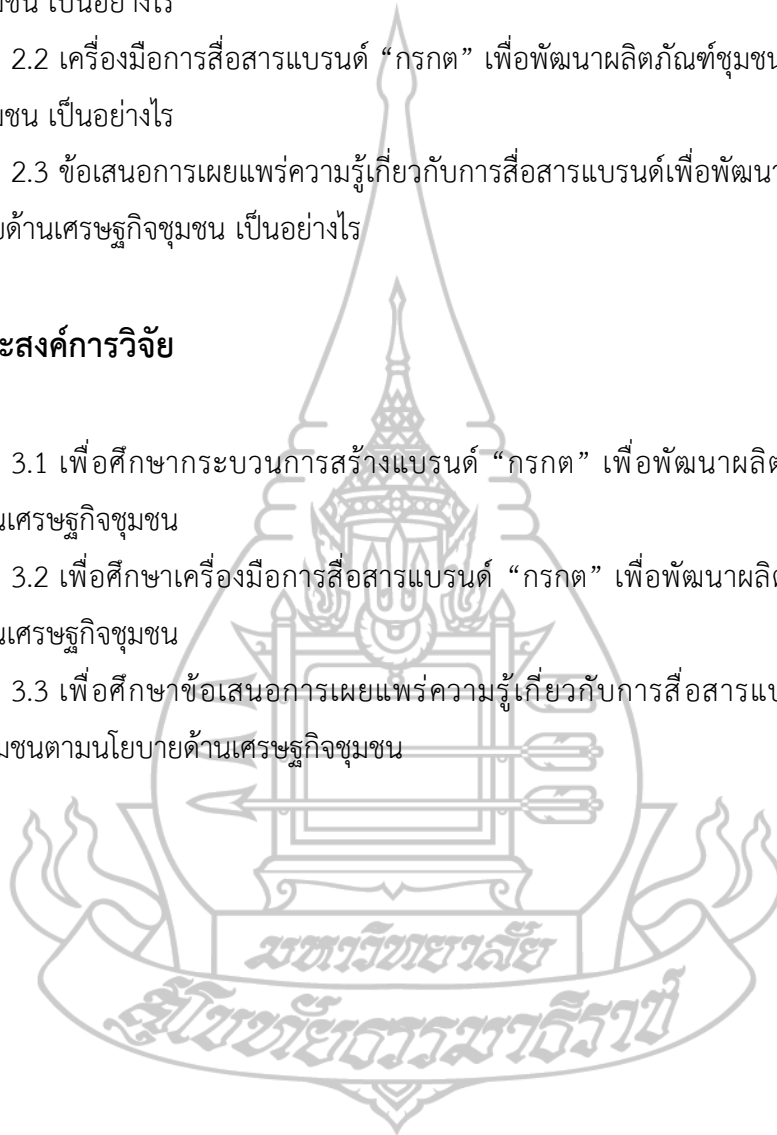 เป็นอย่างไร
2.2 เครื่องมือการสื่อสารแบรนด์ “กรกต” เพื่อพัฒนาผลิตภัณฑ์ชุมชน
มชน เป็นอย่างไร
2.3 ข้อเสนอการเผยแพร่ความรู้เกี่ยวกับการสื่อสารแบรนด์เพื่อพัฒนา
ด้านเศรษฐกิจชุมชน เป็นอย่างไร
ะสงค์การวิจัย
3.1 เพื่อศึกษากระบวนการสร้างแบรนด์ “กรกต” เพื่อพัฒนาผลิต
นเศรษฐกิจชุมชน
3.2 เพื่อศึกษาเครื่องมือการสื่อสารแบรนด์ “กรกต” เพื่อพัฒนาผลิต
นเศรษฐกิจชุมชน
3.3 เพื่อศึกษาข้อเสนอการเผยแพร่ความรู้เกี่ยวกับการสื่อสารแบ
มชนตามนโยบายด้านเศรษฐกิจชุมชน
มหาวิทยาลัย
สุโขทัยธรรมาธิราช